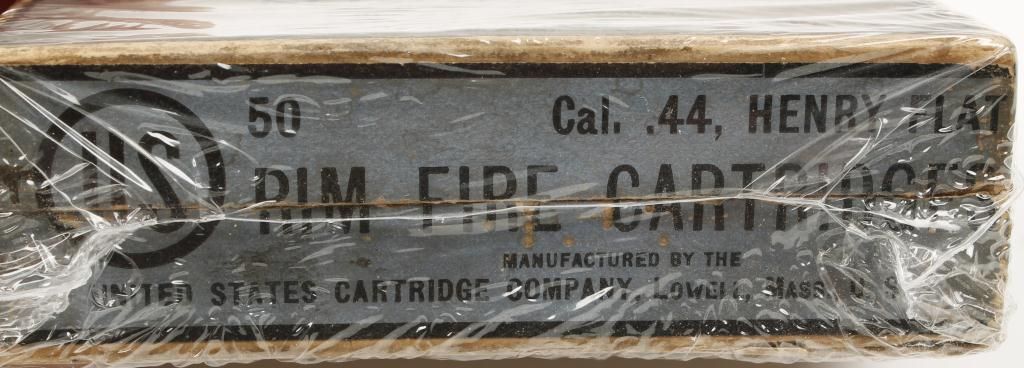 US
50 Cal. .44, HENRY FLAT
RIM FIRE CARTRIDGES
MANUFACTURED BY THE
UNITED STATES CARTRIDGE COMPANY, LOWELL, MASS., U. S.